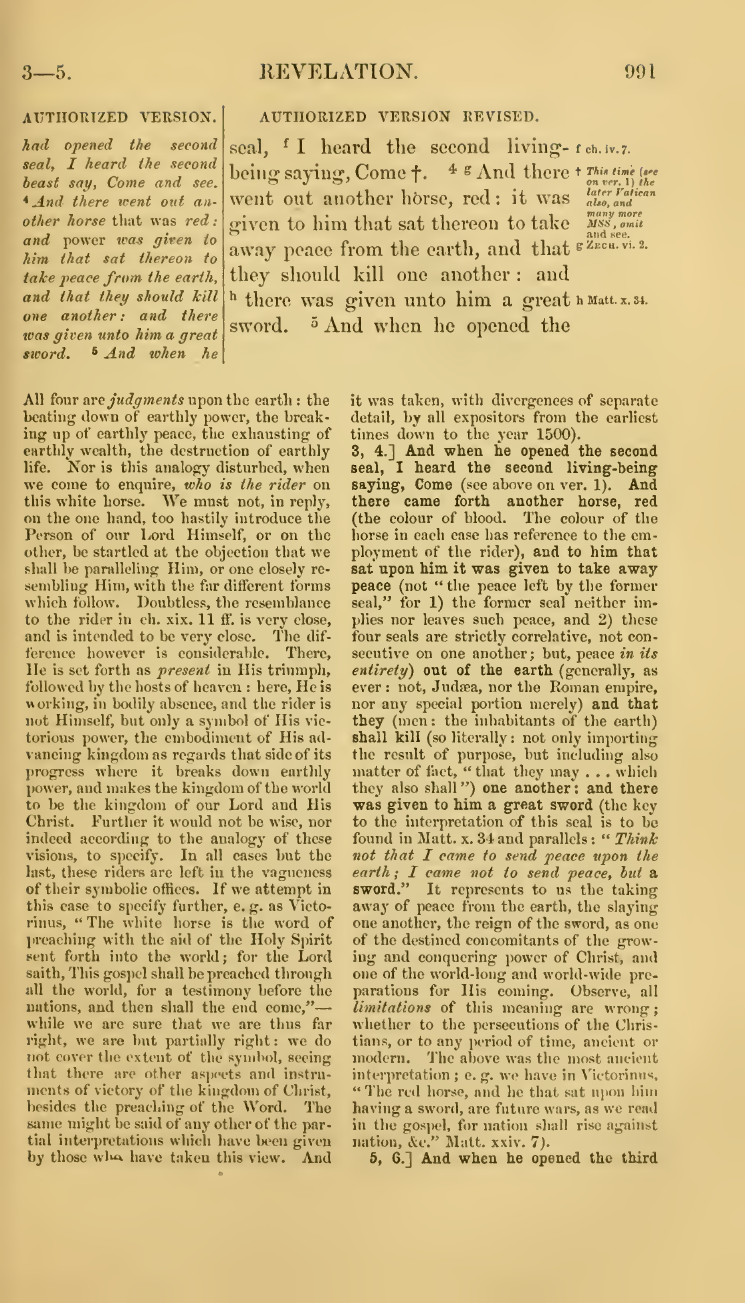 3—5.
REVELATION.
991
AUTHORIZED VERSION.
had opened the second
seal, I heard the second
beast say, Come and see.
4 And there went out an-
other horse that was red:
and power was given to
him that sat thereon to
take peace from the earth,
and that they should kill
one another: and there
was given unto him a great
sword. 5 And when he
AUTHORIZED VERSION REVISED.
seal, f I heard the second living-
being saying, Come †. 4 g And there
went out another horse, red: it was
given to him that sat thereon to take
away peace from the earth, and that
they should kill one another: and
h there was given unto him a great
sword. 5 And when he opened the
f ch. iv. 7.
† This time (see
on ver. 1) the
later Vatican
also, and
many more
MSS, omit
and see.
g Zech. vi. 2.
h Matt. x. 34.
All four are judgments upon the earth: the
beating down of earthly power, the break-
ing up of earthly peace, the exhausting of
earthly wealth, the destruction of earthly
life. Nor is this analogy disturbed, when
we come to enquire, who is the rider on
this white horse. We must not, in reply,
on the one hand, too hastily introduce the
Person of our Lord Himself, or on the
other, be startled at the objection that we
shall be paralleling Him, or one closely re-
sembling Him, with the far different forms
which follow. Doubtless, the resemblance
to the rider in ch. xix. 11 ff. is very close,
and is intended to be very close. The dif-
ference however is considerable. There,
He is set forth as present in His triumph,
followed by the hosts of heaven: here, He is
working, in bodily absence, and the rider is
not Himself, but only a symbol of His vic-
torious power, the embodiment of His ad-
vancing kingdom as regards that side of its
progress where it breaks down earthly
power, and makes the kingdom of the world
to be the kingdom of our Lord and His
Christ. Further it would not be wise, nor
indeed according to the analogy of these
visions, to specify. In all cases but the
last, these riders are left in the vagueness
of their symbolic offices. If we attempt in
this case to specify further, e. g. as Victo-
rinus, "The white horse is the word of
preaching with the aid of the Holy Spirit
sent forth into the world; for the Lord
saith, This gospel shall be preached through
all the world, for a testimony before the
nations, and then shall the end come,"—
while we are sure that we are thus far
right, we are but partially right: we do
not cover the extent of the symbol, seeing
that there are other aspects and instru-
ments of victory of the kingdom of Christ,
besides the preaching of the Word. The
same might be said of any other of the par-
tial interpretations which have been given
by those who have taken this view. And
it was taken, with divergences of separate
detail, by all expositors from the earliest
times down to the year 1500).
3, 4.] And when he opened the second
seal, I heard the second living-being
saying, Come (see above on ver. 1). And
there came forth another horse, red
(the colour of blood. The colour of the
horse in each case has reference to the em-
ployment of the rider), and to him that
sat upon him it was given to take away
peace (not "the peace left by the former
seal," for 1) the former seal neither im-
plies nor leaves such peace, and 2) these
four seals are strictly correlative, not con-
secutive on one another; but, peace in its
entirety) out of the earth (generally, as
ever: not, Judæa, nor the Roman empire,
nor any special portion merely) and that
they (men: the inhabitants of the earth)
shall kill (so literally: not only importing
the result of purpose, but including also
matter of fact, "that they may . . . which
they also shall") one another: and there
was given to him a great sword (the key
to the interpretation of this seal is to be
found in Matt. x. 34 and parallels: "Think
not that I came to send peace upon the
earth; I came not to send peace, but a
sword." It represents to us the taking
away of peace from the earth, the slaying
one another, the reign of the sword, as one
of the destined concomitants of the grow-
ing and conquering power of Christ, and
one of the world-long and world-wide pre-
parations for His coming. Observe, all
limitations of this meaning are wrong;
whether to the persecutions of the Chris-
tians, or to any period of time, ancient or
modern. The above was the most ancient
interpretation; e. g. we have in Victorinus,
"The red horse, and he that sat upon him
having a sword, are future wars, as we read
in the gospel, for nation shall rise against
nation, &c." Matt. xxiv. 7).
5, 6.] And when he opened the third